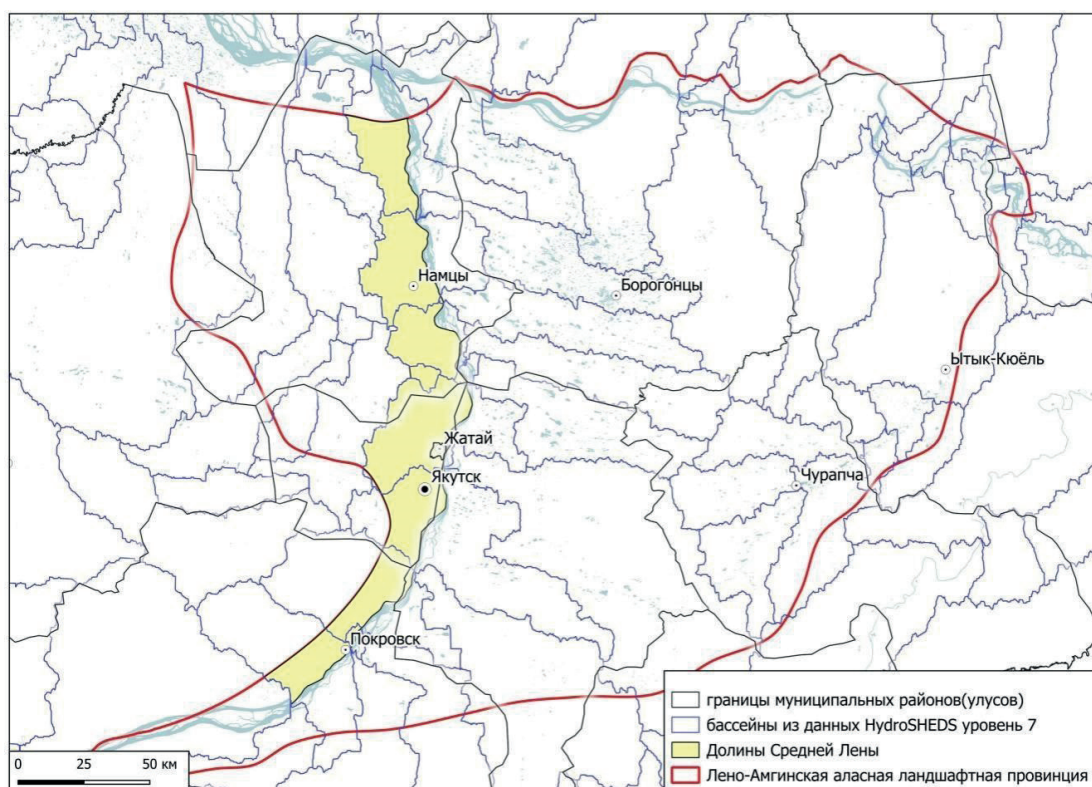 Намцы
Борогонцы
Ытык-Кюёль
Жатай
Якутск
Чурапча
Покровск
границы муниципальных районов(улусов)
бассейны из данных HydroSHEDS уровень 7
Долины Средней Лены
Лено-Амгинская аласная ландшафтная провинция
0 25 50 км